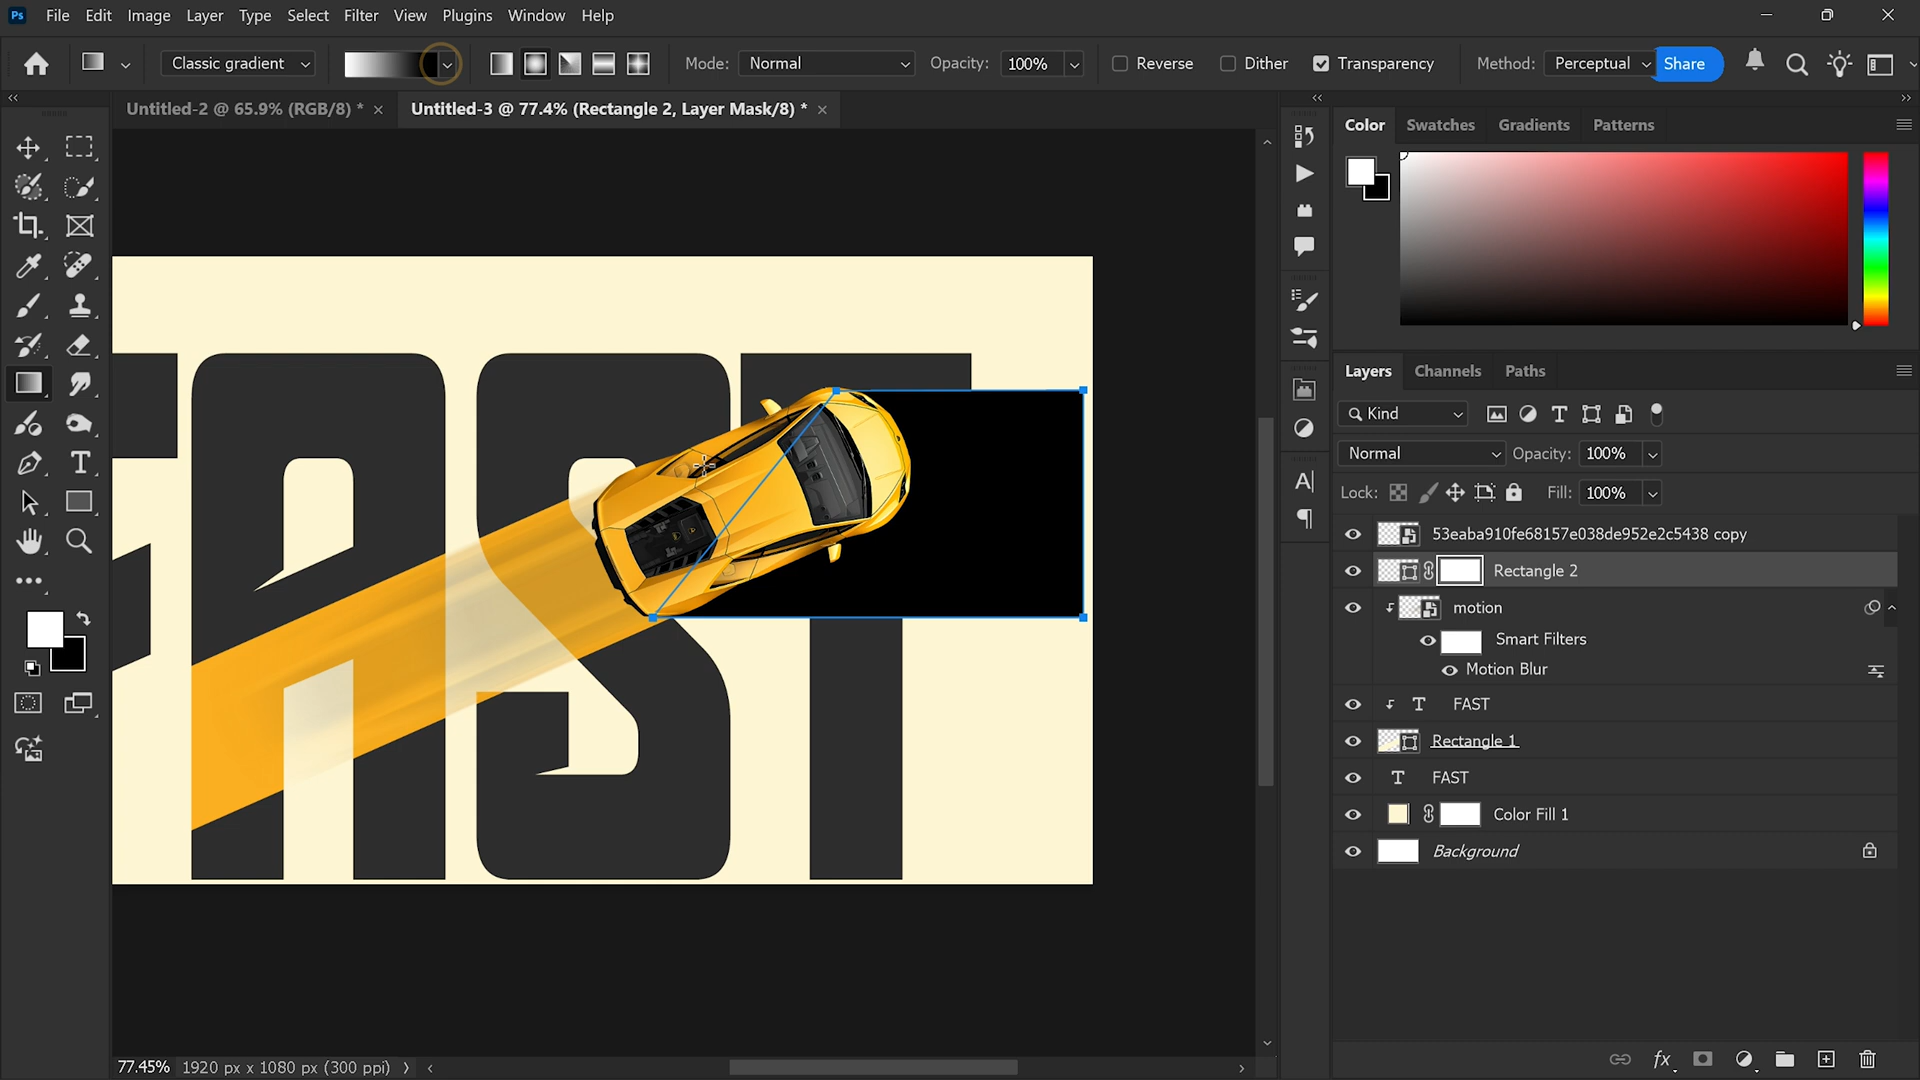 Ps File Edit Image Layer Type Select Filter View Plugins Window Help
Classic gradient Mode: Normal Opacity: 100% Reverse Dither Transparency Method: Perceptual Share
Untitled-2 @ 65.9% (RGB/8) * Untitled-3 @ 77.4% (Rectangle 2, Layer Mask/8) *
Color Swatches Gradients Patterns
FAST
Layers Channels Paths
Kind
Normal Opacity: 100%
Lock: Fill: 100%
53eaba910fe68157e038de952e2c5438 copy
Rectangle 2
motion
Smart Filters
Motion Blur
FAST
Rectangle 1
FAST
Color Fill 1
Background
77.45% 1920 px x 1080 px (300 ppi)